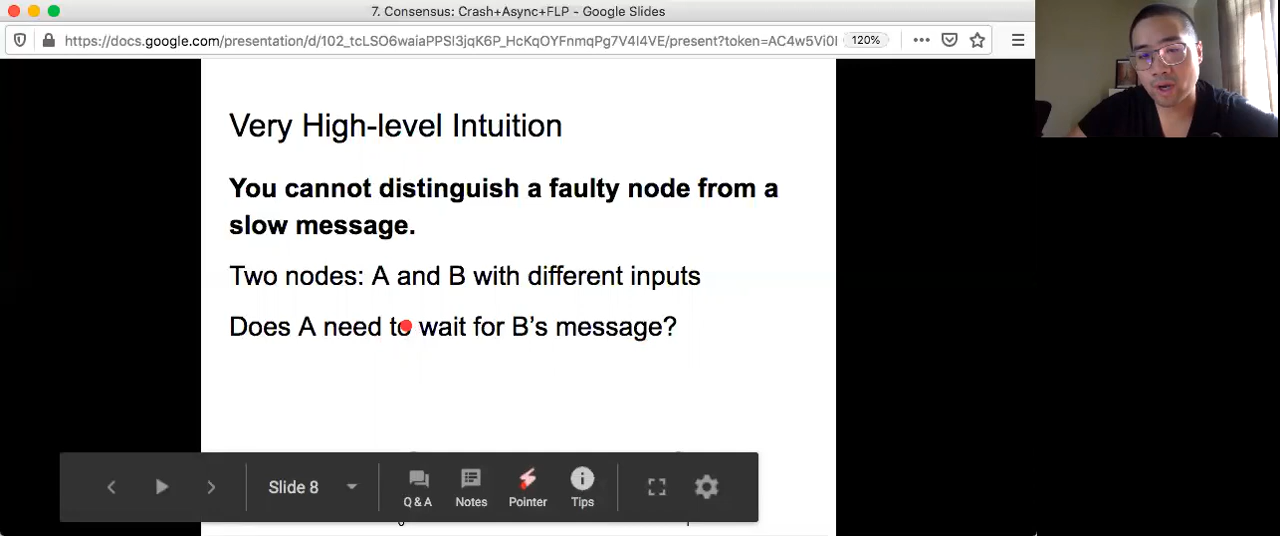 7. Consensus: Crash+Async+FLP - Google Slides
https://docs.google.com/presentation/d/102_tcLSO6waiaPPSI3jqK6P_HcKqOYFnmqPg7V4I4VE/present?token=AC4w5Vi0l
120%
Very High-level Intuition
You cannot distinguish a faulty node from a
slow message.
Two nodes: A and B with different inputs
Does A need to wait for B's message?
Slide 8
Q & A
Notes
Pointer
Tips